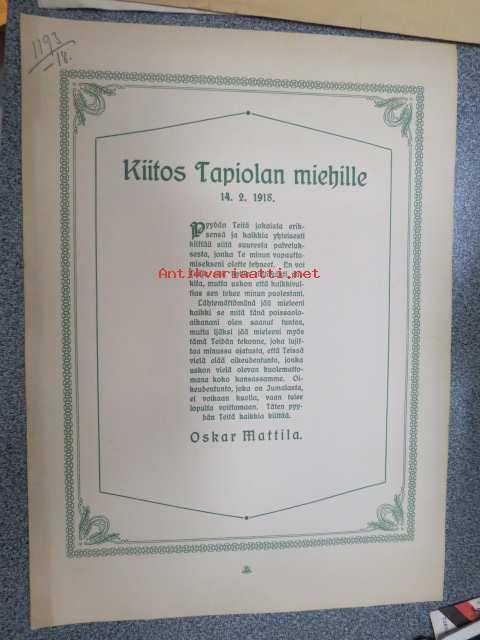 1193
/18.
Kiitos Tapiolan miehille
14. 2. 1918.
Pyydän Teitä jokaista erik-
sensä ja kaikkia yhteisesti
kiittää siitä suuresta palveluk-
sesta, jonka Te minun vapautta-
misekseni olette tehneet. En voi
Antikvariaatti.net
kita, mutta uskon että kaikkival-
tias sen tekee minun puolestani.
Lähtemättömänä jää mieleeni
kaikki se mitä tänä poissaolo-
aikanani olen saanut tuntea,
mutta lisäksi jää mieleeni myös
tämä Teidän tekonne, joka lujit-
taa minussa ajatusta, että Teissä
vielä elää oikeudentunto, jonka
uskon vielä olevan kuolematto-
mana koko kansassamme. Oi-
keudentunto, joka on Jumalasta,
ei voikaan kuolla, vaan tulee
lopulta voittamaan. Täten pyy-
dän Teitä kaikkia kiittää.
Oskar Mattila.